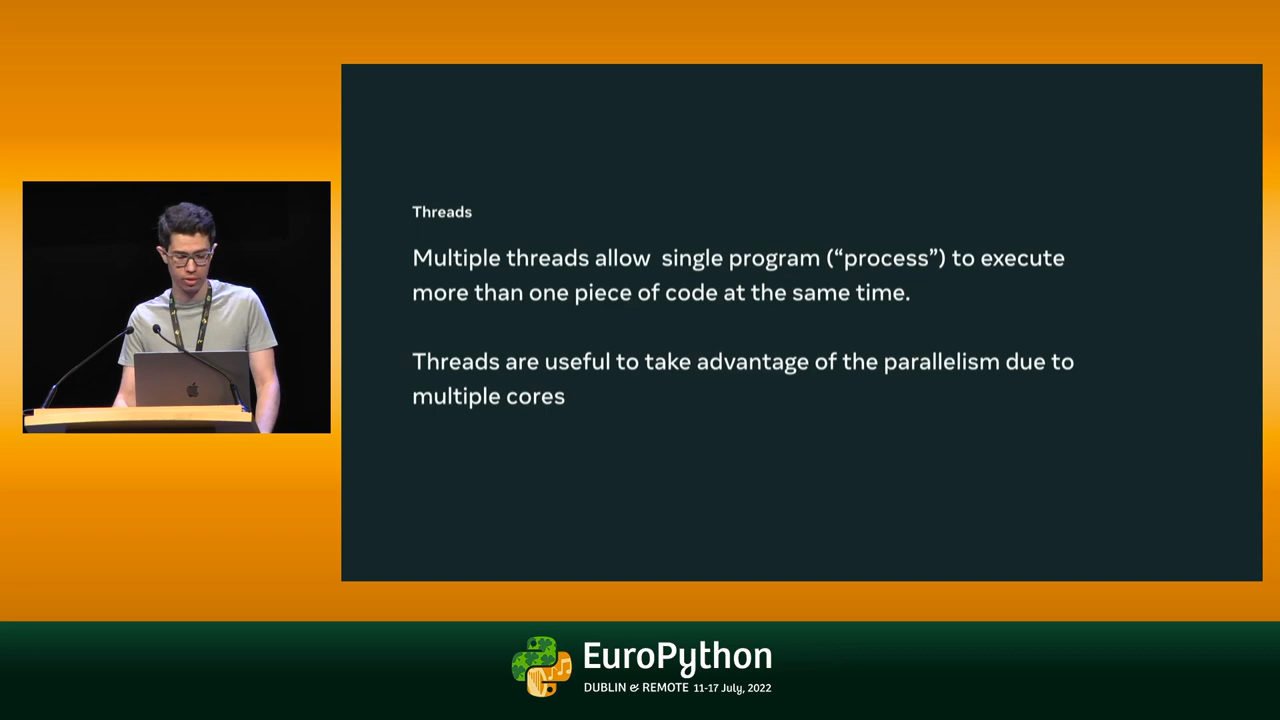 Threads
Multiple threads allow  single program (“process”) to execute
more than one piece of code at the same time.
Threads are useful to take advantage of the parallelism due to
multiple cores
EuroPython
DUBLIN & REMOTE 11-17 July, 2022